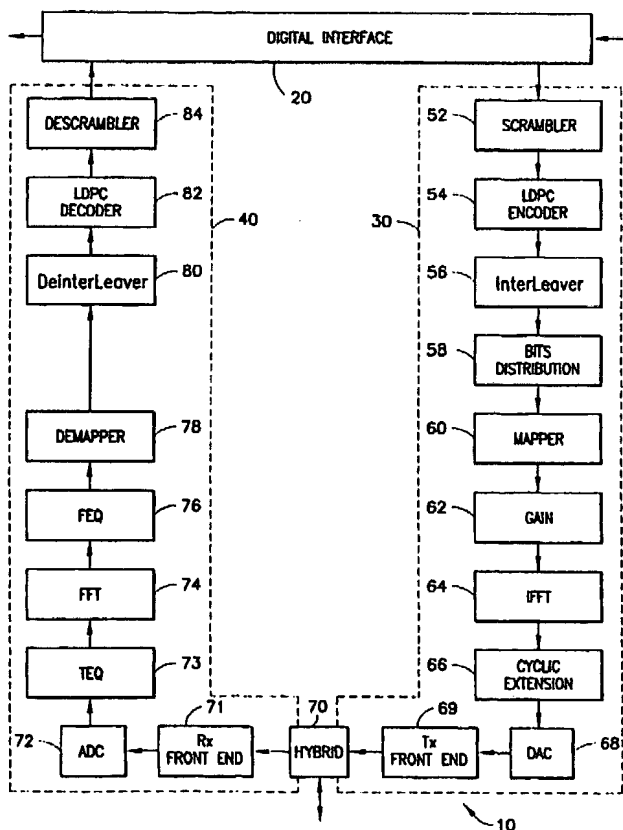 DIGITAL INTERFACE
20
DESCRAMBLER
84
52
SCRAMBLER
LDPC
DECODER
82
54
LDPC
ENCODER
40
30
DeinterLeaver
80
56
InterLeaver
58
BITS
DISTRIBUTION
DEMAPPER
78
60
MAPPER
FEQ
76
62
GAIN
FFT
74
64
IFFT
TEQ
73
66
CYCLIC
EXTENSION
72
ADC
71
Rx
FRONT END
70
HYBRID
69
Tx
FRONT END
DAC
68
10